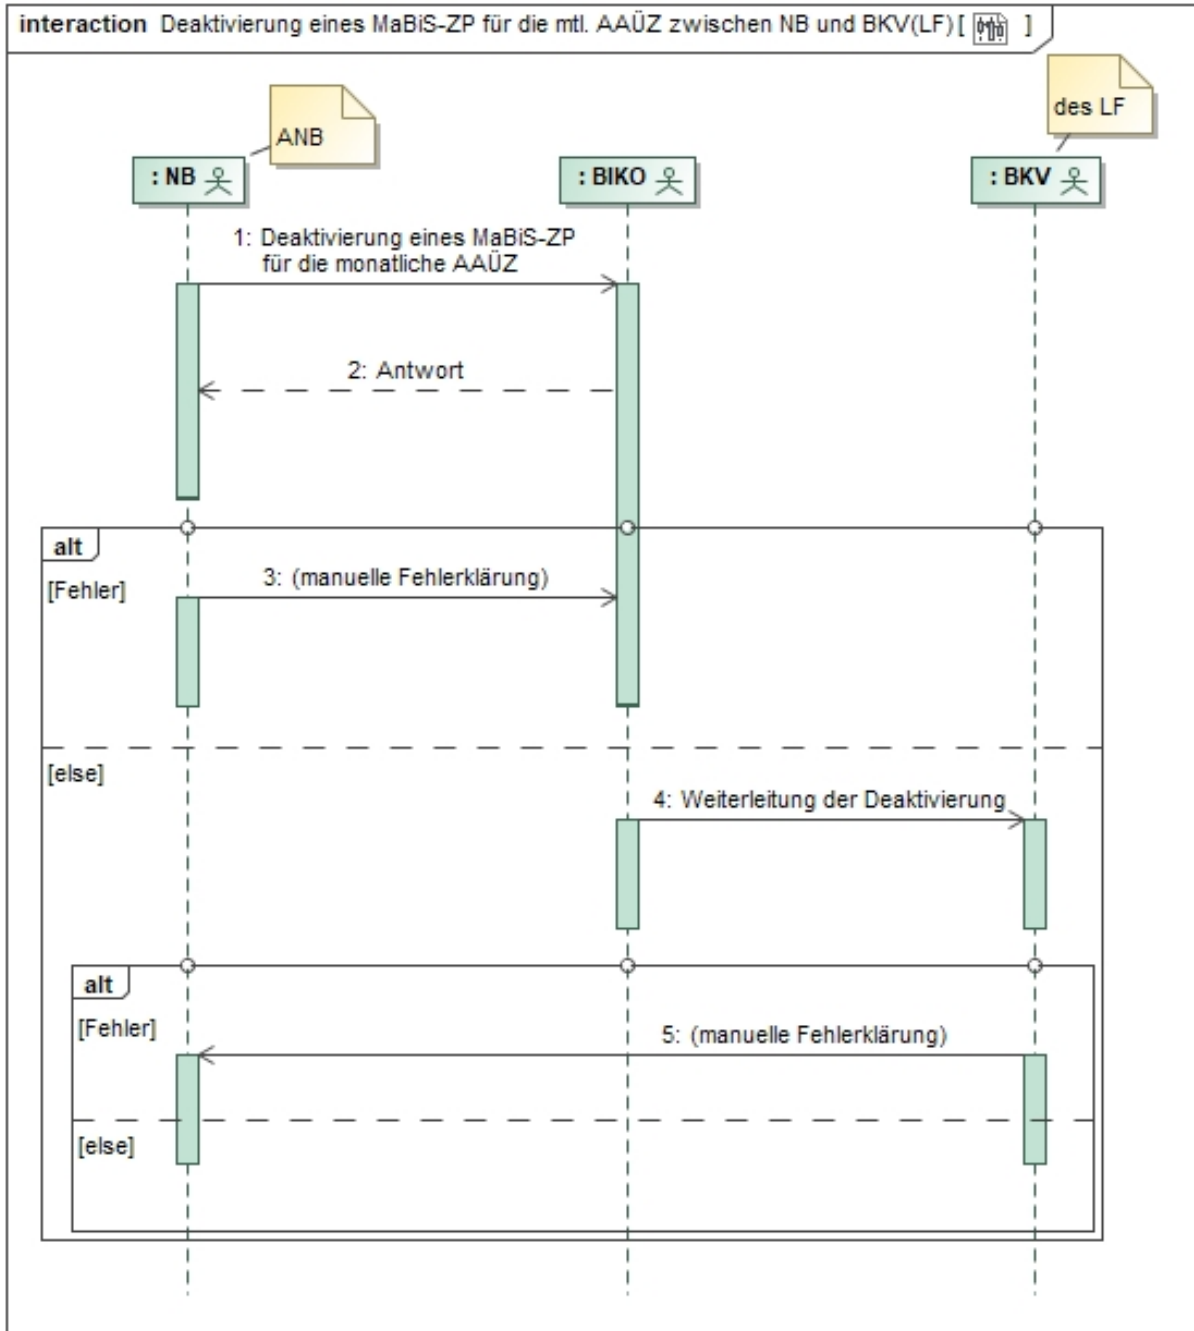 interaction Deaktivierung eines MaBiS-ZP für die mtl. AAÜZ zwischen NB und BKV(LF)[ ]
des LF
ANB
: NB
: BIKO
: BKV
1: Deaktivierung eines MaBiS-ZP
für die monatliche AAÜZ
2: Antwort
alt
[Fehler]
3: (manuelle Fehlerklärung)
[else]
4: Weiterleitung der Deaktivierung
alt
[Fehler]
5: (manuelle Fehlerklärung)
[else]